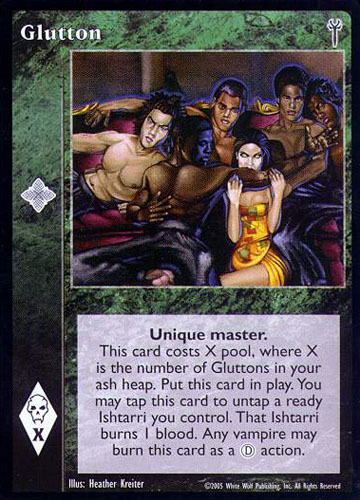 Glutton
Unique master.
This card costs X pool, where X
is the number of Gluttons in your
ash heap. Put this card in play. You
may tap this card to untap a ready
Ishtarri you control. That Ishtarri
burns 1 blood. Any vampire may
burn this card as a Ⓓ action.
X
Illus: Heather Kreiter
©2005 White Wolf Publishing, Inc. All Rights Reserved